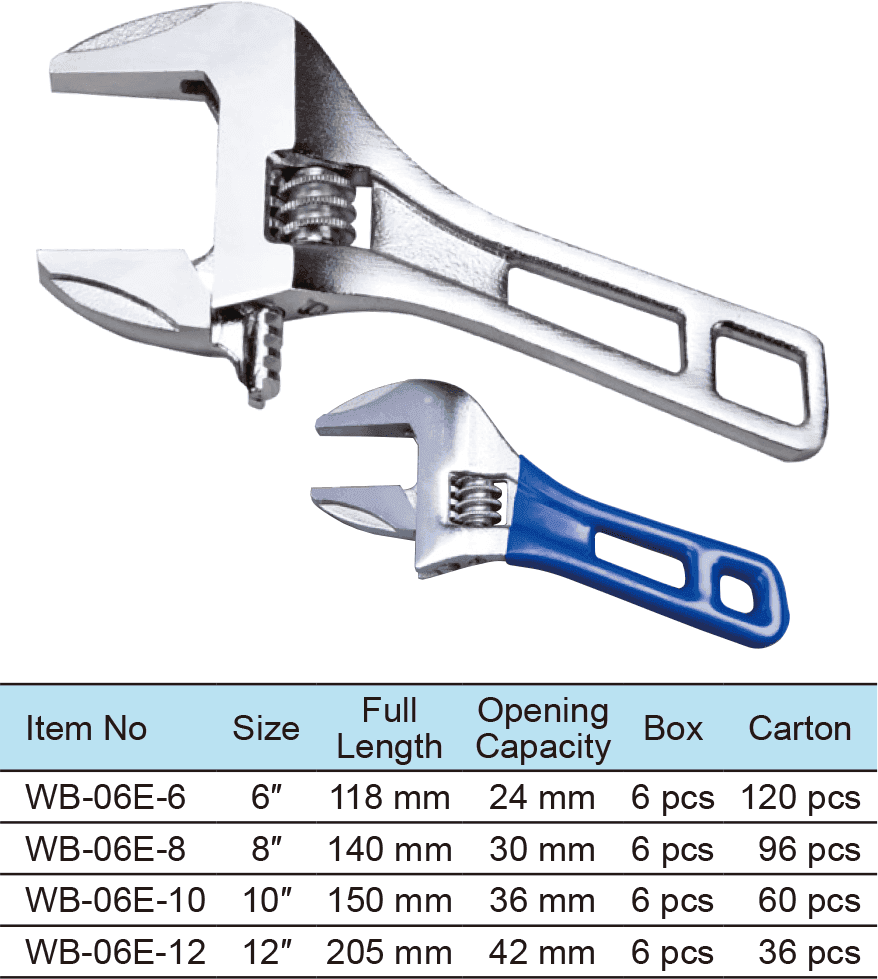 Item No Size Full Length Opening Capacity Box Carton
WB-06E-6 6″ 118 mm 24 mm 6 pcs 120 pcs
WB-06E-8 8″ 140 mm 30 mm 6 pcs 96 pcs
WB-06E-10 10″ 150 mm 36 mm 6 pcs 60 pcs
WB-06E-12 12″ 205 mm 42 mm 6 pcs 36 pcs